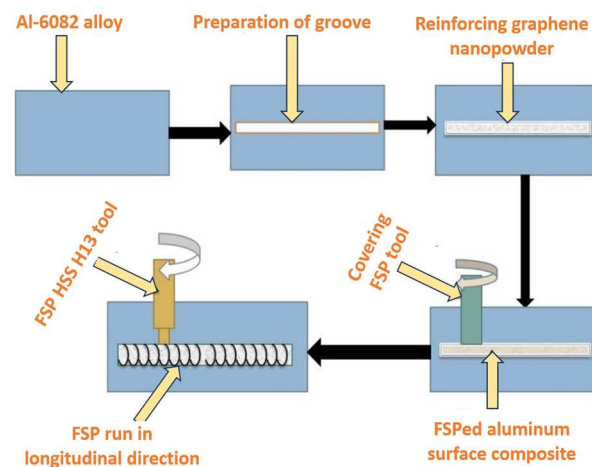 Al-6082 alloy
Preparation of groove
Reinforcing graphene
nanopowder
FSP HSS H13 tool
Covering
FSP tool
FSP run in
longitudinal direction
FSPed aluminum
surface composite